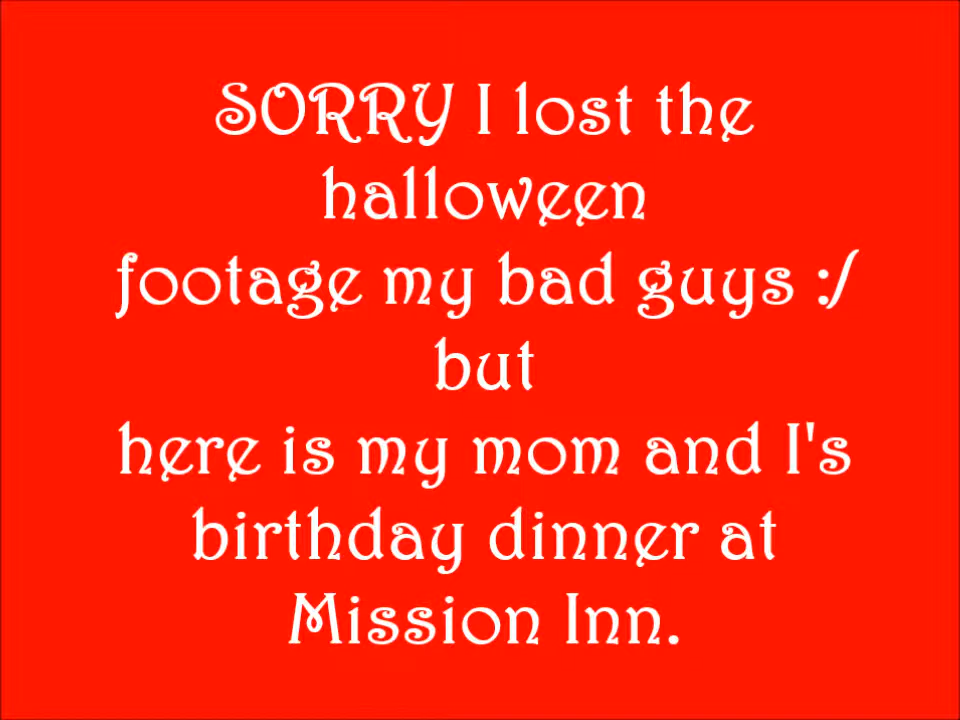 SORRY I lost the
halloween
footage my bad guys :/
but
here is my mom and I's
birthday dinner at
Mission Inn.